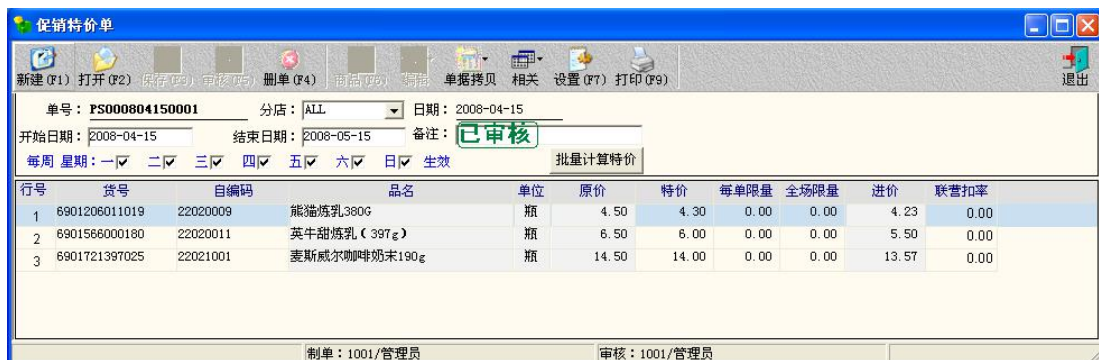 促销特价单
新建(F1) 打开(F2) 保存(F3) 审核(F5) 删单(F4) 商品(F6) 编辑 单据拷贝 相关 设置(F7) 打印(F9) 退出
单号：PS000804150001 分店：ALL 日期：2008-04-15
开始日期：2008-04-15 结束日期：2008-05-15 备注：已审核
每周 星期：一 二 三 四 五 六 日 生效 批量计算特价
行号 货号 自编码 品名 单位 原价 特价 每单限量 全场限量 进价 联营扣率
1 6901206011019 22020009 熊猫炼乳380G 瓶 4.50 4.30 0.00 0.00 4.23 0.00
2 6901566000180 22020011 英牛甜炼乳(397g) 瓶 6.50 6.00 0.00 0.00 5.50 0.00
3 6901721397025 22021001 麦斯威尔咖啡奶末190g 瓶 14.50 14.00 0.00 0.00 13.57 0.00
制单：1001/管理员 审核：1001/管理员